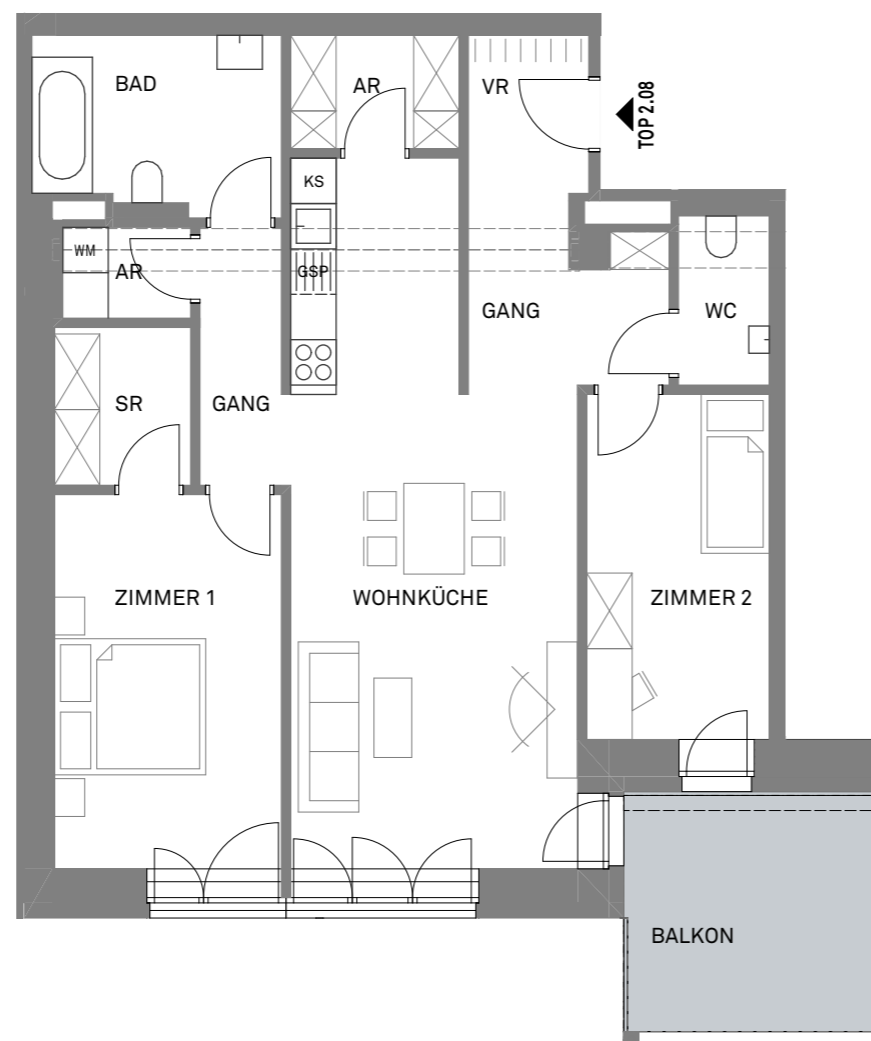 BAD
AR
VR
TOP 2.08
KS
WM
AR
GSP
GANG
WC
SR
GANG
ZIMMER 1
WOHNKÜCHE
ZIMMER 2
BALKON